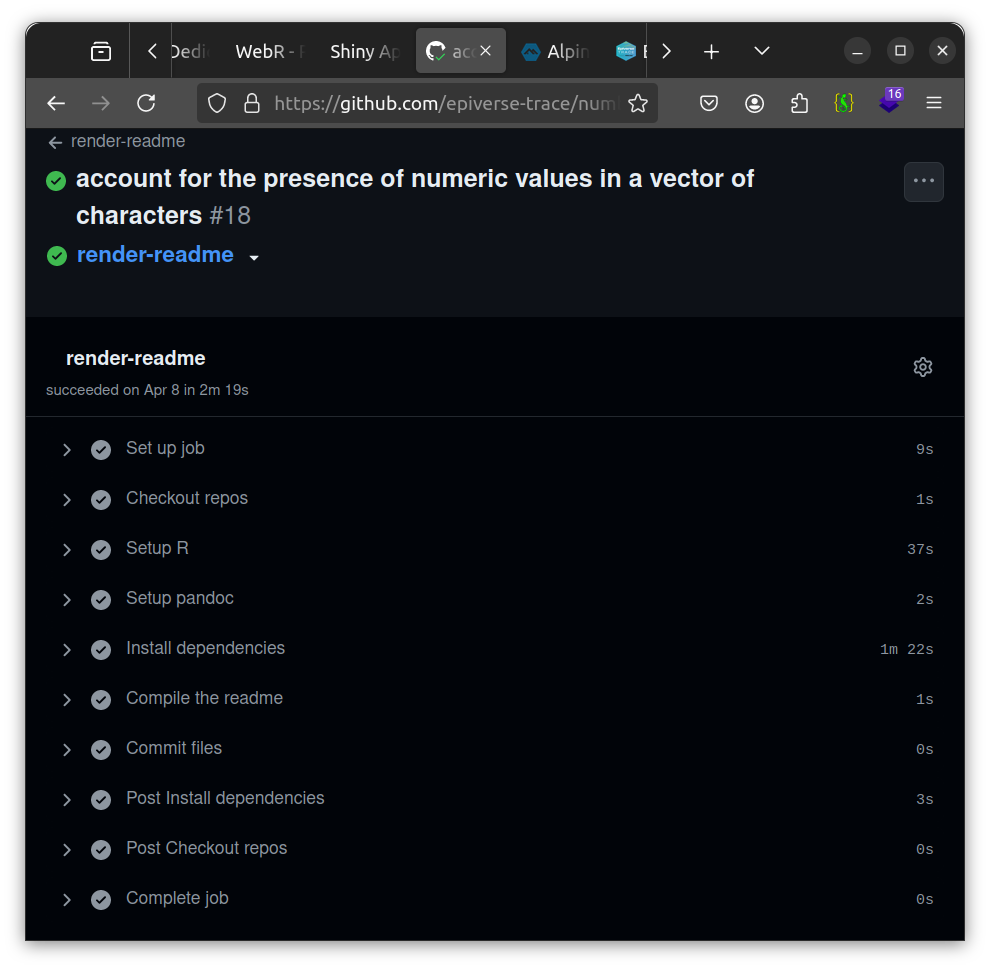 WebR -
Shiny Ap
acc
Alpin
https://github.com/epiverse-trace/num
16
render-readme
account for the presence of numeric values in a vector of
characters #18
render-readme
render-readme
succeeded on Apr 8 in 2m 19s
Set up job 9s
Checkout repos 1s
Setup R 37s
Setup pandoc 2s
Install dependencies 1m 22s
Compile the readme 1s
Commit files 0s
Post Install dependencies 3s
Post Checkout repos 0s
Complete job 0s